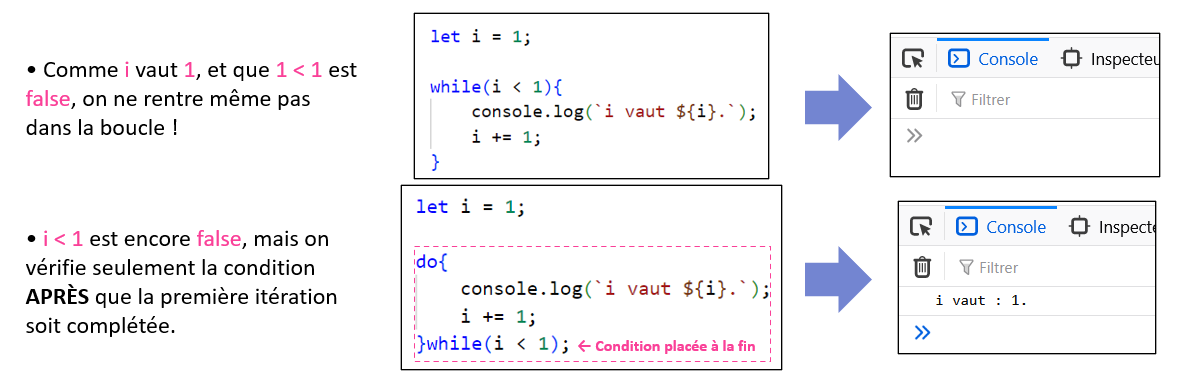 • Comme i vaut 1, et que 1 < 1 est
false, on ne rentre même pas
dans la boucle !
let i = 1;
while(i < 1){
console.log(`i vaut ${i}.`);
i += 1;
}
Console
Inspecteu
Filtrer
>>
• i < 1 est encore false, mais on
vérifie seulement la condition
APRÈS que la première itération
soit complétée.
let i = 1;
do{
console.log(`i vaut ${i}.`);
i += 1;
}while(i < 1); ← Condition placée à la fin
Console
Inspecte
Filtrer
i vaut : 1.
>>